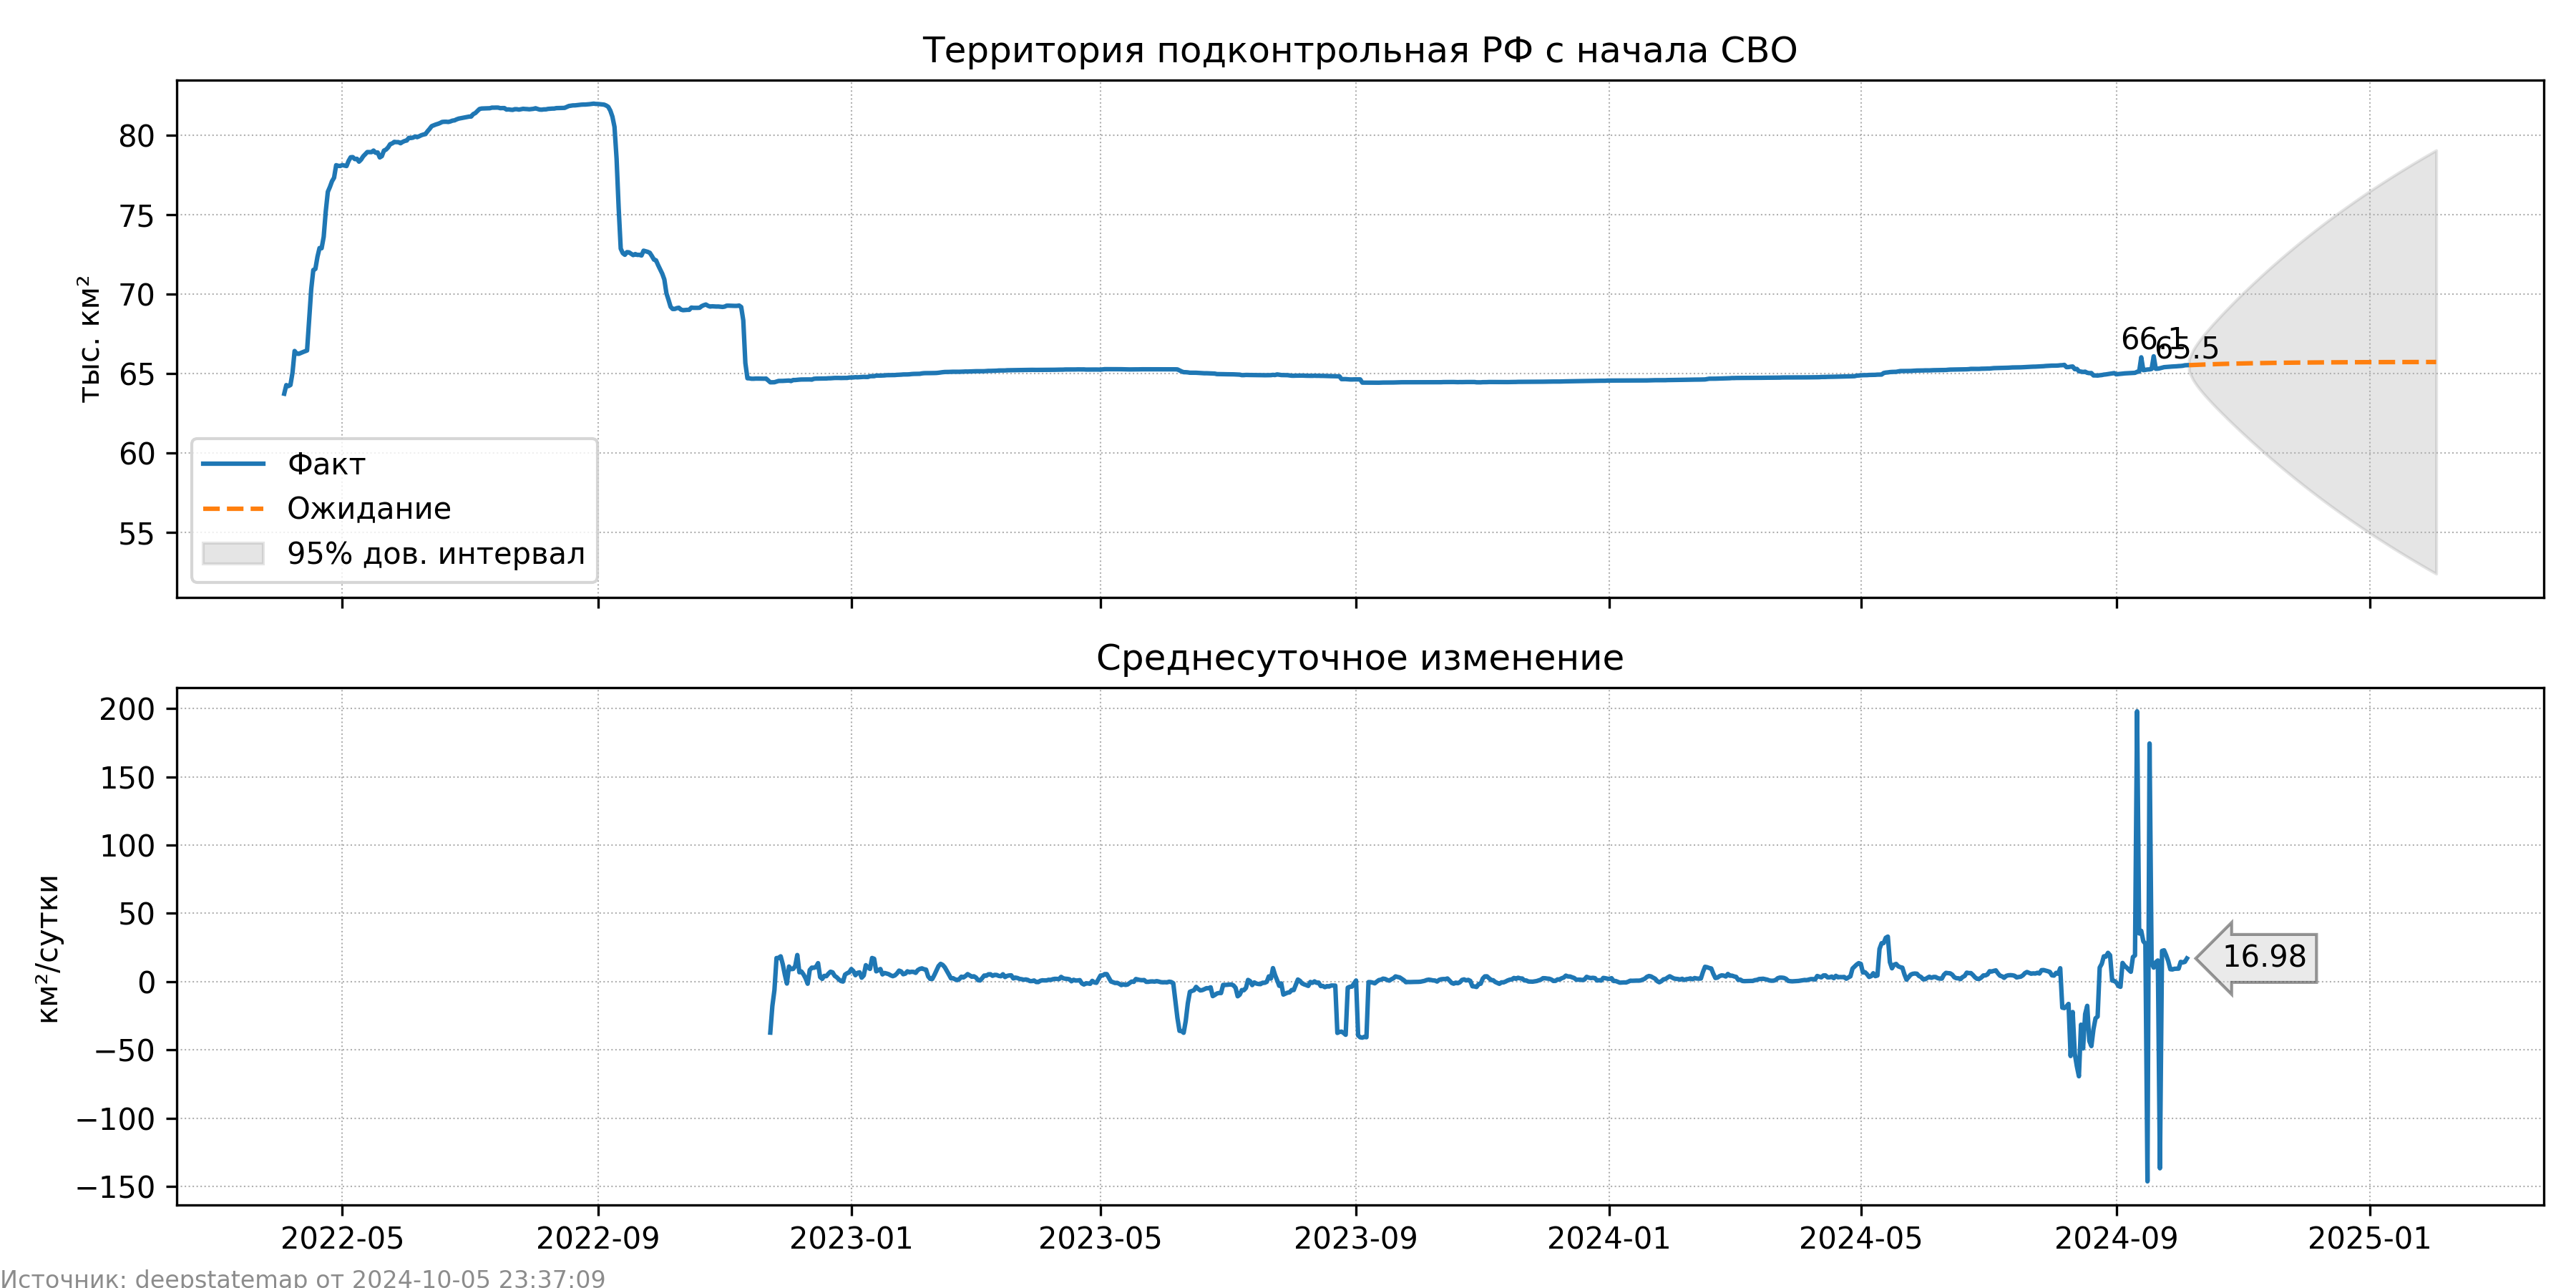 Территория подконтрольная РФ с начала СВО
тыс. км²
80
75
70
65
60
55
66.1
65.5
Факт
Ожидание
95% дов. интервал
Среднесуточное изменение
км²/сутки
200
150
100
50
0
−50
−100
−150
16.98
2022-05 2022-09 2023-01 2023-05 2023-09 2024-01 2024-05 2024-09 2025-01
Источник: deepstatemap от 2024-10-05 23:37:09